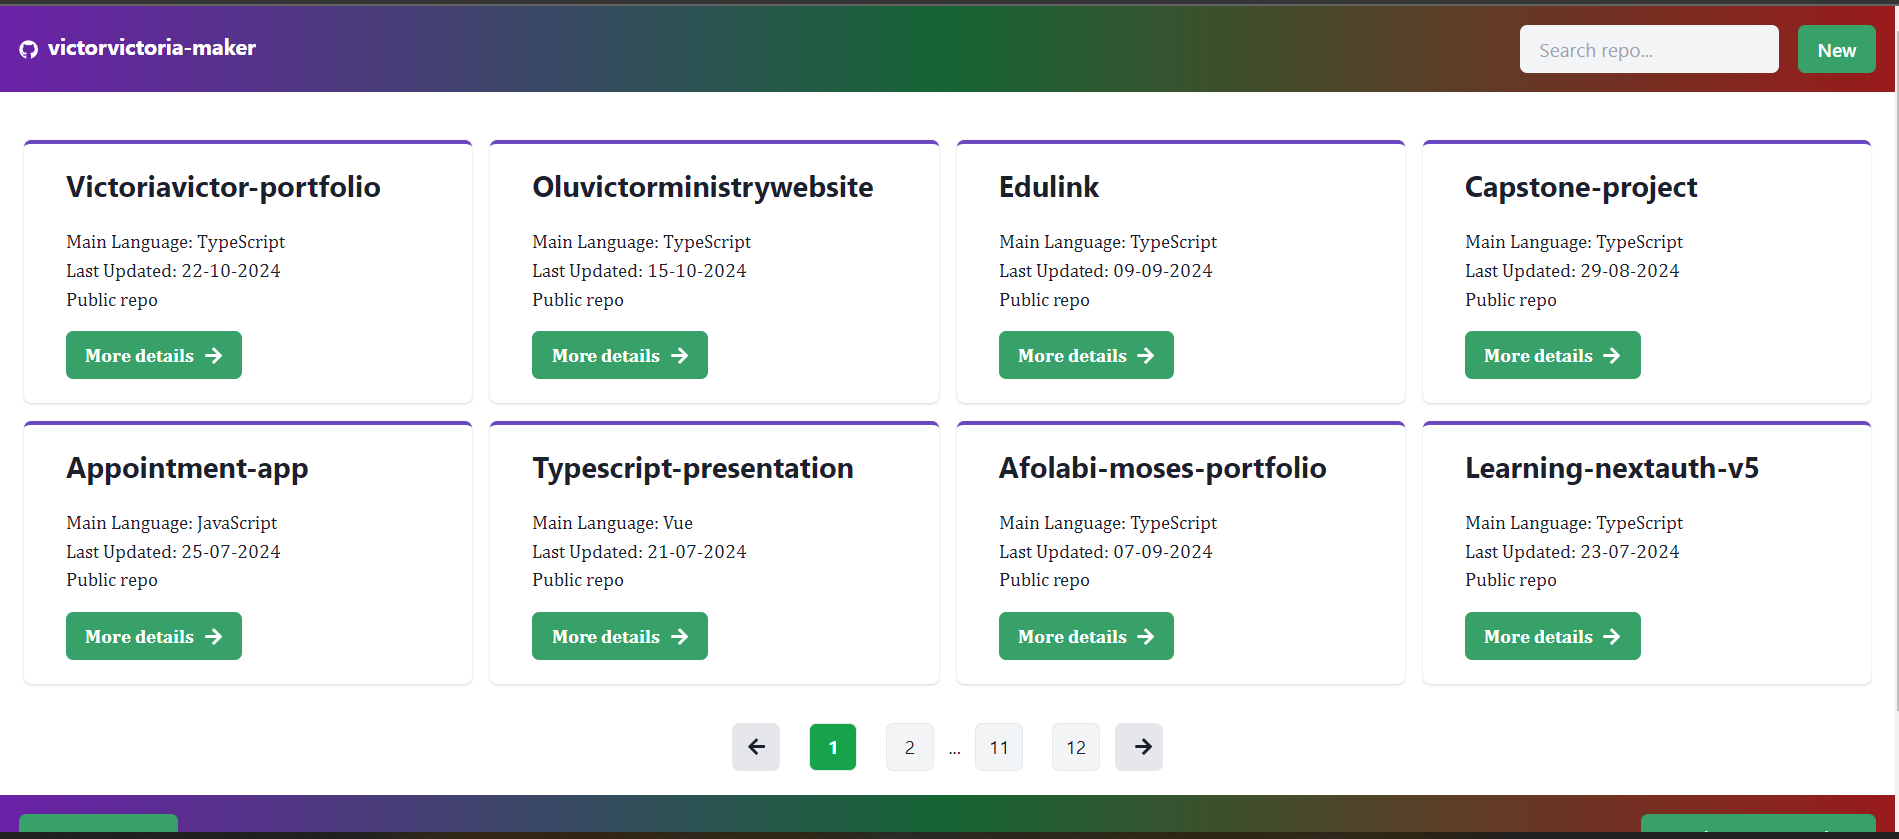 victorvictoria-maker
Search repo...
New
Victoriavictor-portfolio
Main Language: TypeScript
Last Updated: 22-10-2024
Public repo
More details
Oluvictorministrywebsite
Main Language: TypeScript
Last Updated: 15-10-2024
Public repo
More details
Edulink
Main Language: TypeScript
Last Updated: 09-09-2024
Public repo
More details
Capstone-project
Main Language: TypeScript
Last Updated: 29-08-2024
Public repo
More details
Appointment-app
Main Language: JavaScript
Last Updated: 25-07-2024
Public repo
More details
Typescript-presentation
Main Language: Vue
Last Updated: 21-07-2024
Public repo
More details
Afolabi-moses-portfolio
Main Language: TypeScript
Last Updated: 07-09-2024
Public repo
More details
Learning-nextauth-v5
Main Language: TypeScript
Last Updated: 23-07-2024
Public repo
More details
1 2 ... 11 12